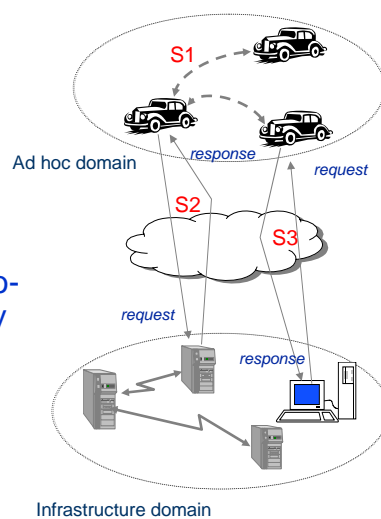 S1
response
Ad hoc domain
request
S2
S3
o-
request
response
Infrastructure domain